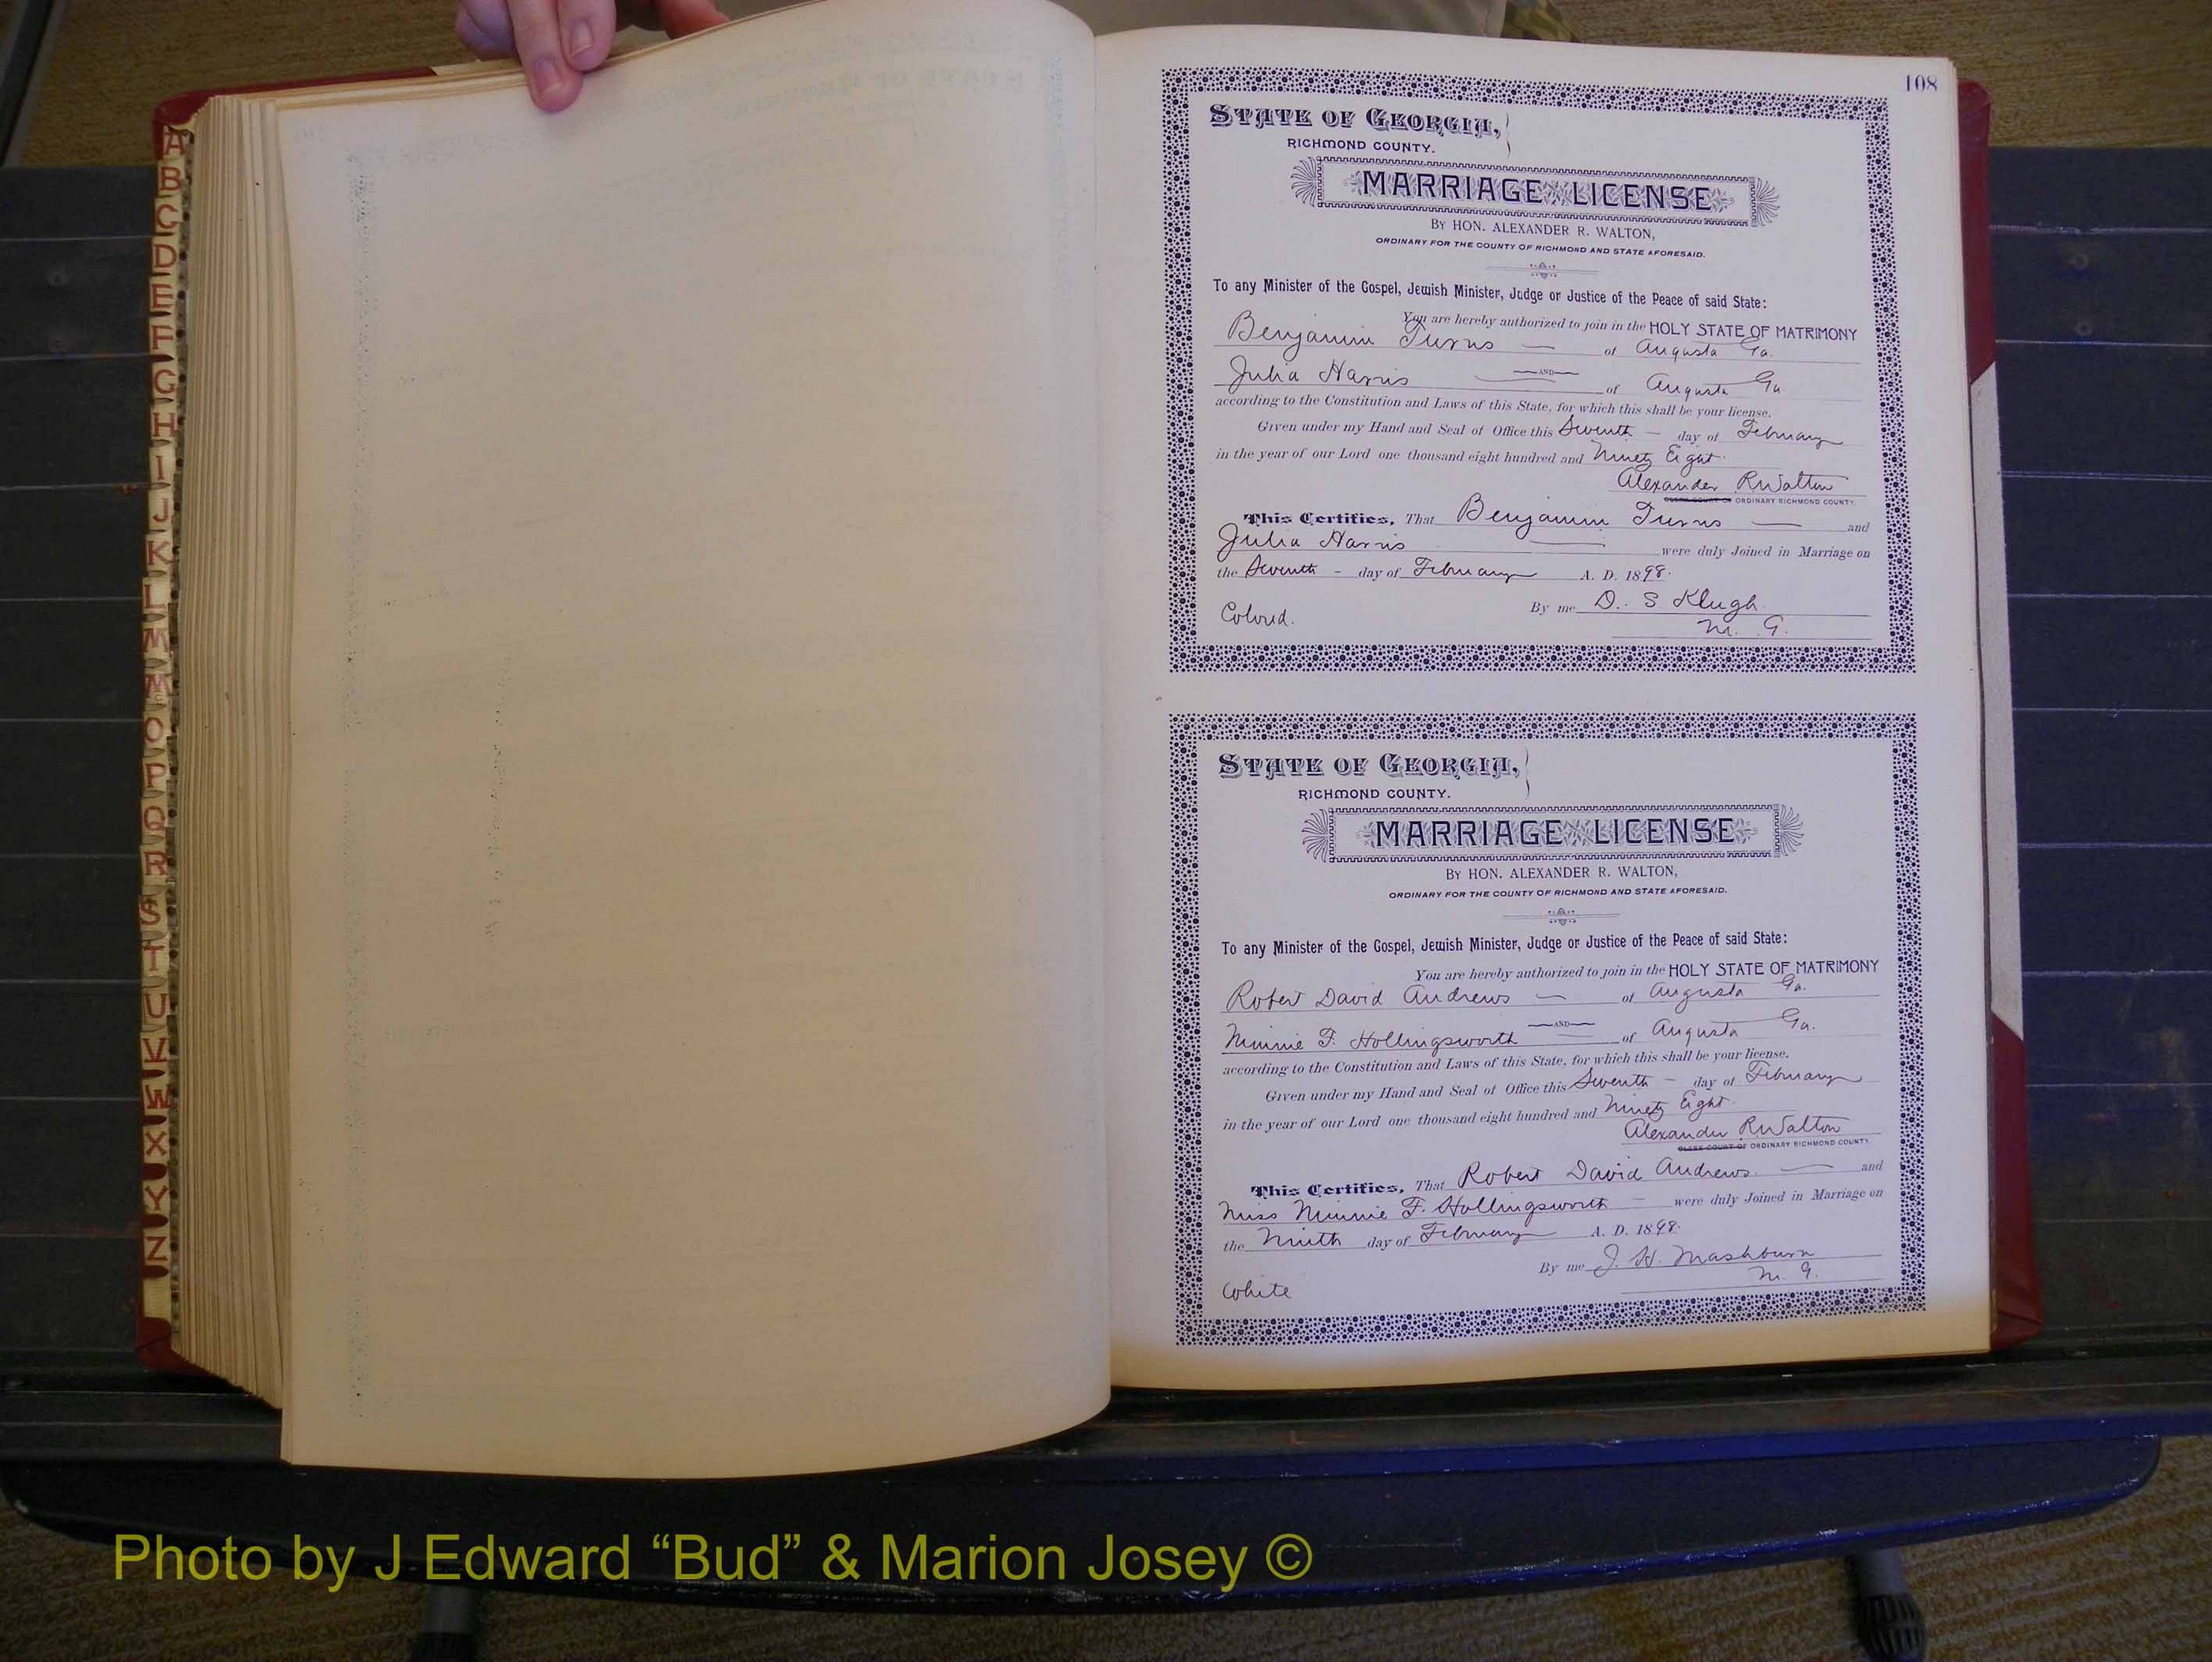 A
B
C
D
E
F
G
H
I
J
K
L
M
M
O
P
Q
R
S
T
U
V
W
X
Y
Z
108
STATE OF GEORGIA,
RICHMOND COUNTY.
MARRIAGE LICENSE
BY HON. ALEXANDER R. WALTON,
ORDINARY FOR THE COUNTY OF RICHMOND AND STATE AFORESAID.
To any Minister of the Gospel, Jewish Minister, Judge or Justice of the Peace of said State:
You are hereby authorized to join in the HOLY STATE OF MATRIMONY
Benjamin Turns — of Augusta Ga.
AND
Julia Harris of Augusta Ga
according to the Constitution and Laws of this State, for which this shall be your license.
Given under my Hand and Seal of Office this Seventh — day of February
in the year of our Lord one thousand eight hundred and Ninety Eight.
Alexander R Walton
CLERK COURT OF ORDINARY RICHMOND COUNTY.
This Certifies, That Benjamin Turns — and
Julia Harris — were duly Joined in Marriage on
the Seventh - day of February A. D. 1898.
By me D. S Klugh.
Colord. M. G.
STATE OF GEORGIA,
RICHMOND COUNTY.
MARRIAGE LICENSE
BY HON. ALEXANDER R. WALTON,
ORDINARY FOR THE COUNTY OF RICHMOND AND STATE AFORESAID.
To any Minister of the Gospel, Jewish Minister, Judge or Justice of the Peace of said State:
You are hereby authorized to join in the HOLY STATE OF MATRIMONY
Robert David Andrews — of Augusta Ga.
AND
Minnie F. Hollingsworth of Augusta Ga.
according to the Constitution and Laws of this State, for which this shall be your license.
Given under my Hand and Seal of Office this Seventh — day of February
in the year of our Lord one thousand eight hundred and Ninety Eight.
Alexander R Walton
CLERK COURT OF ORDINARY RICHMOND COUNTY.
This Certifies, That Robert David Andrews. — and
Miss Minnie F. Hollingsworth — were duly Joined in Marriage on
the Ninth day of February A. D. 1898.
By me J. H. Mashburn
M. G.
White
Photo by J Edward “Bud” & Marion Josey ©